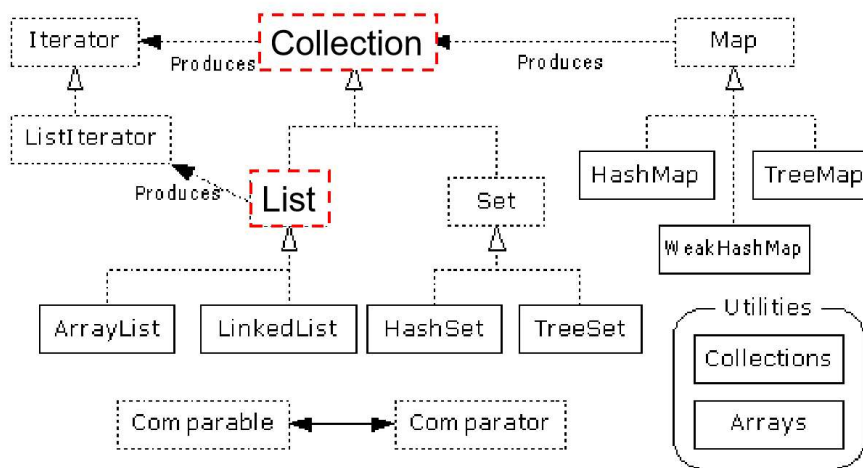 Iterator
Collection
Map
Produces
Produces
ListIterator
HashMap
TreeMap
Produces
List
Set
WeakHashMap
ArrayList
LinkedList
HashSet
TreeSet
Utilities
Collections
Comparable
Comparator
Arrays